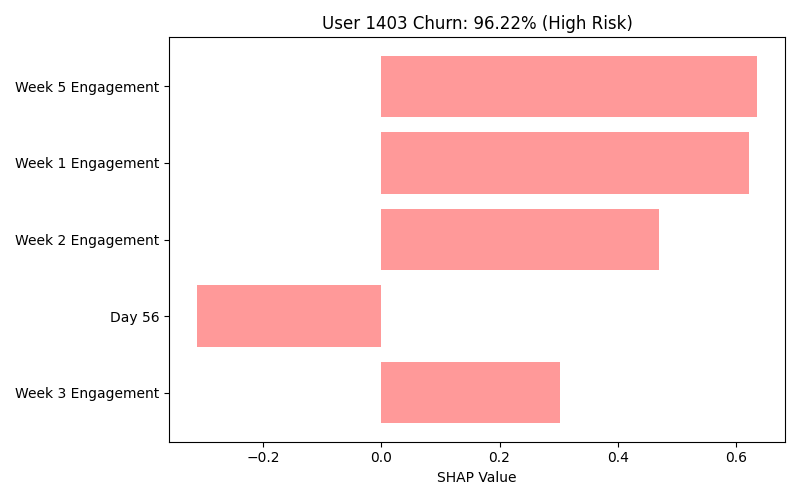 User 1403 Churn: 96.22% (High Risk)
Week 5 Engagement
Week 1 Engagement
Week 2 Engagement
Day 56
Week 3 Engagement
−0.2 0.0 0.2 0.4 0.6
SHAP Value